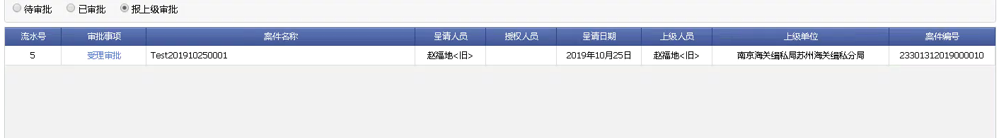 待审批 已审批 报上级审批
流水号 审批事项 案件名称 呈请人员 授权人员 呈请日期 上级人员 上级单位 案件编号
5 受理审批 Test201910250001 赵福地<旧> 2019年10月25日 赵福地<旧> 南京海关缉私局苏州海关缉私分局 23301312019000010